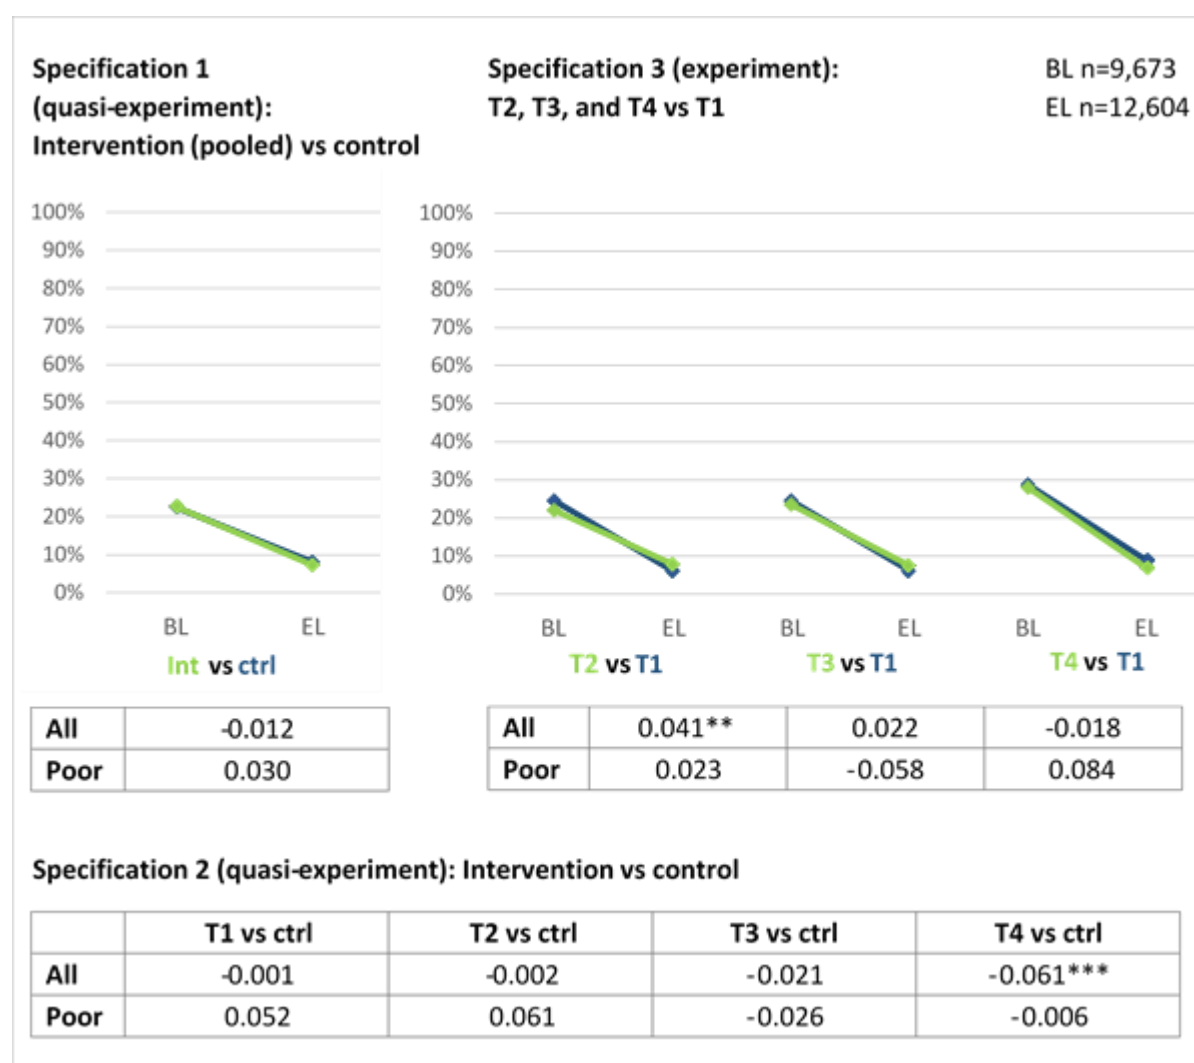 Specification 1
(quasi-experiment):
Intervention (pooled) vs control
Specification 3 (experiment):
T2, T3, and T4 vs T1
BL n=9,673
EL n=12,604
100%
90%
80%
70%
60%
50%
40%
30%
20%
10%
0%
BL EL
Int vs ctrl
100%
90%
80%
70%
60%
50%
40%
30%
20%
10%
0%
BL EL BL EL BL EL
T2 vs T1 T3 vs T1 T4 vs T1
All -0.012
Poor 0.030
All 0.041** 0.022 -0.018
Poor 0.023 -0.058 0.084
Specification 2 (quasi-experiment): Intervention vs control
T1 vs ctrl T2 vs ctrl T3 vs ctrl T4 vs ctrl
All -0.001 -0.002 -0.021 -0.061***
Poor 0.052 0.061 -0.026 -0.006